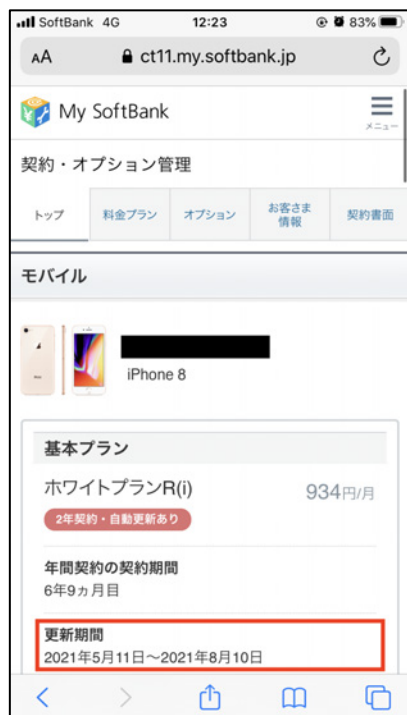 SoftBank 4G 12:23 83%
AA ct11.my.softbank.jp
My SoftBank
メニュー
契約・オプション管理
トップ 料金プラン オプション お客さま情報 契約書面
モバイル
iPhone 8
基本プラン
ホワイトプランR(i) 934円/月
2年契約・自動更新あり
年間契約の契約期間
6年9ヵ月目
更新期間
2021年5月11日〜2021年8月10日